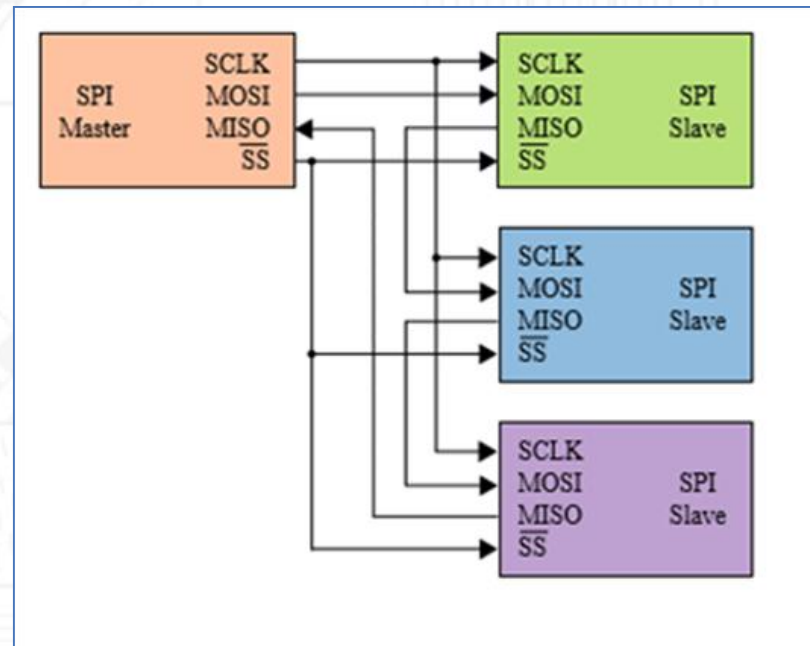 SPI
Master
SCLK
MOSI
MISO
SS
SCLK
MOSI
MISO
SS
SPI
Slave
SCLK
MOSI
MISO
SS
SPI
Slave
SCLK
MOSI
MISO
SS
SPI
Slave